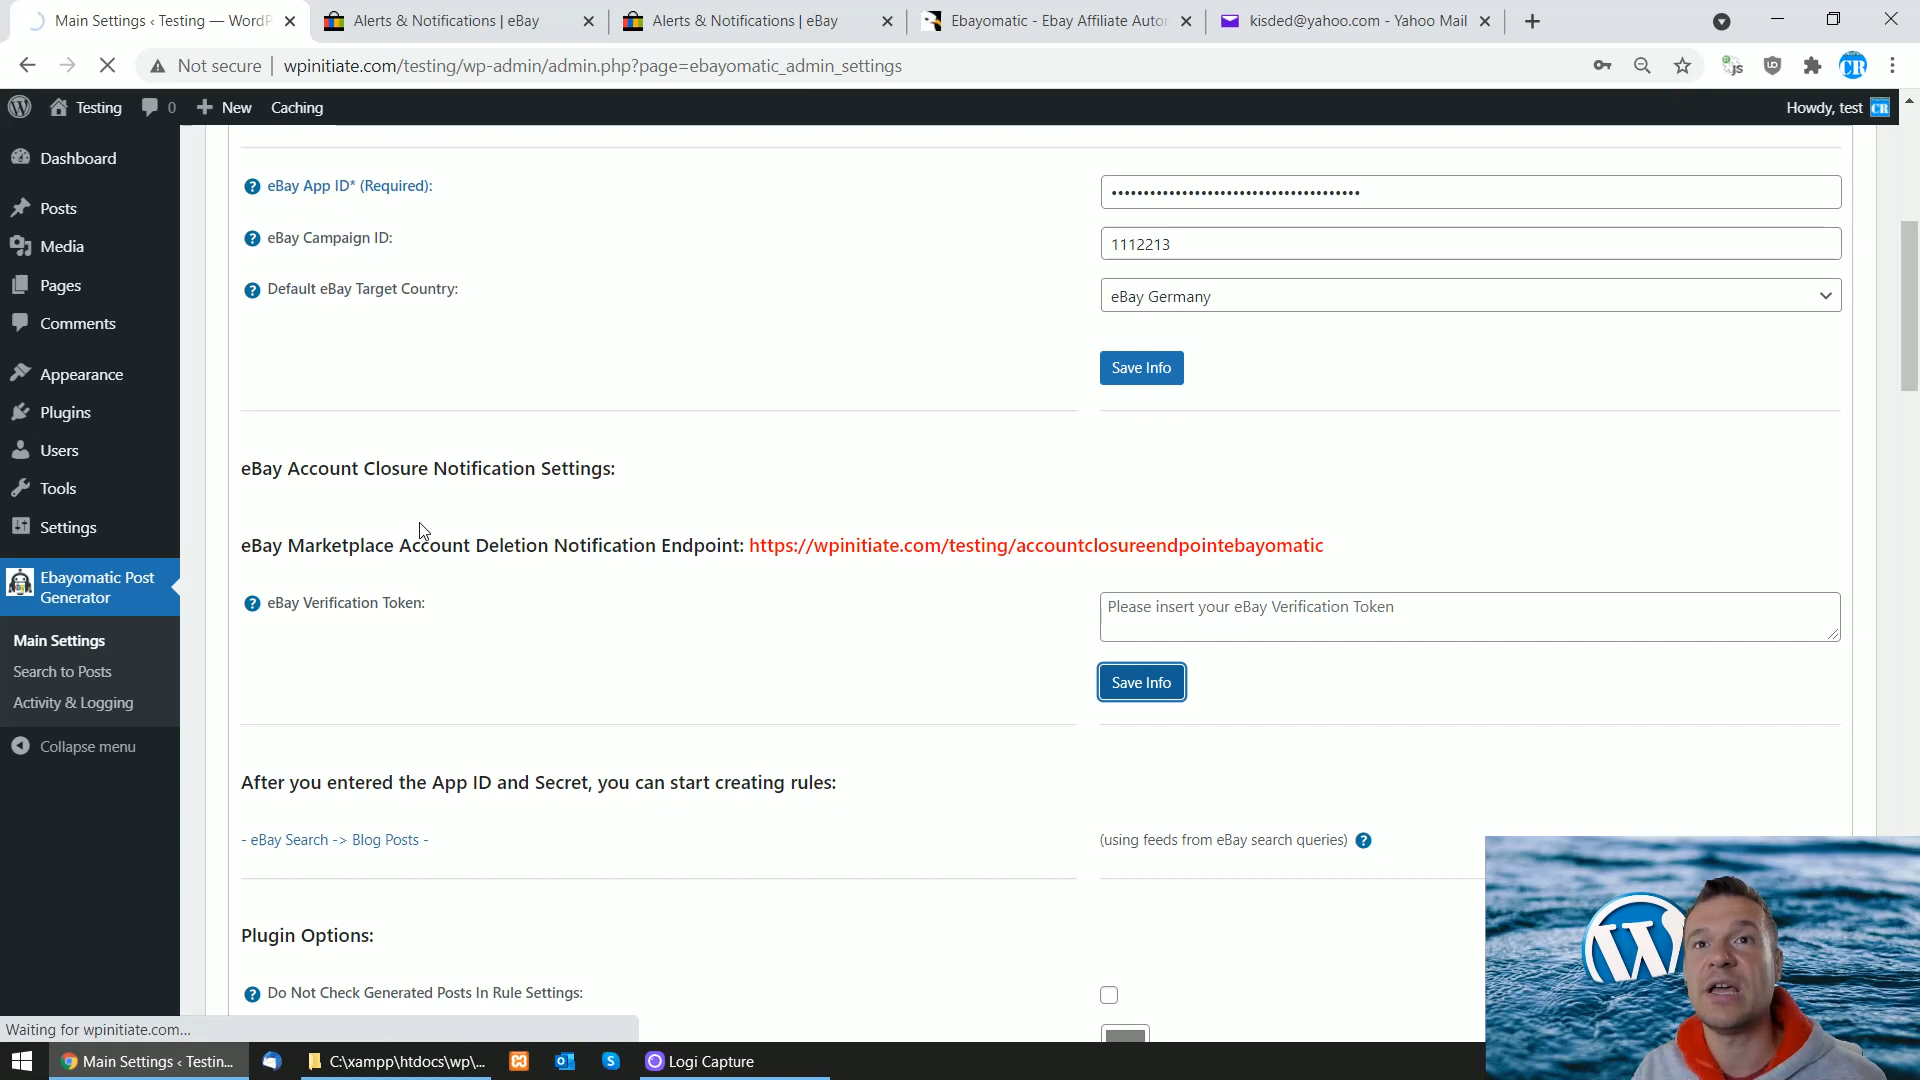 Main Settings ‹ Testing — WordP
Alerts & Notifications | eBay
Alerts & Notifications | eBay
Ebayomatic - Ebay Affiliate Auto
kisded@yahoo.com - Yahoo Mail
Not secure
wpinitiate.com/testing/wp-admin/admin.php?page=ebayomatic_admin_settings
Testing
0
New
Caching
Howdy, test
Dashboard
Posts
Media
Pages
Comments
Appearance
Plugins
Users
Tools
Settings
Ebayomatic Post
Generator
Main Settings
Search to Posts
Activity & Logging
Collapse menu
eBay App ID* (Required):
eBay Campaign ID:
1112213
Default eBay Target Country:
eBay Germany
Save Info
eBay Account Closure Notification Settings:
eBay Marketplace Account Deletion Notification Endpoint: https://wpinitiate.com/testing/accountclosureendpointebayomatic
eBay Verification Token:
Please insert your eBay Verification Token
Save Info
After you entered the App ID and Secret, you can start creating rules:
- eBay Search -> Blog Posts -
(using feeds from eBay search queries)
Plugin Options:
Do Not Check Generated Posts In Rule Settings:
Waiting for wpinitiate.com...
Main Settings ‹ Testin...
C:\xampp\htdocs\wp\...
Logi Capture